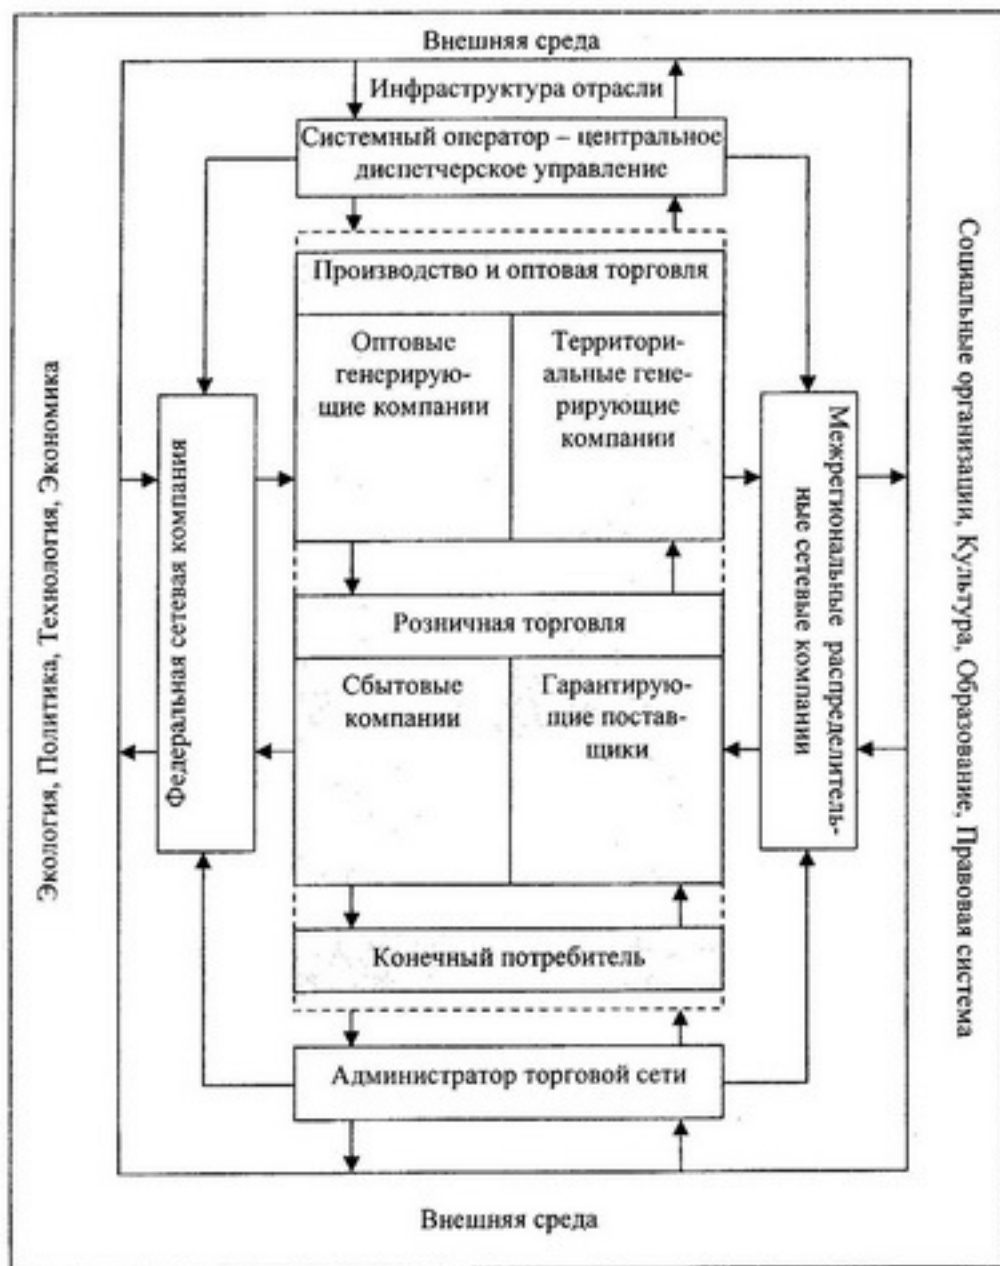 Внешняя среда
Инфраструктура отрасли
Системный оператор – центральное
диспетчерское управление
Производство и оптовая торговля
Оптовые
генерирую-
щие компании
Территори-
альные гене-
рирующие
компании
Экология, Политика, Технология, Экономика
Федеральная сетевая компания
Межрегиональные распределитель-
ные сетевые компании
Социальные организации, Культура, Образование, Правовая система
Розничная торговля
Сбытовые
компании
Гарантирую-
щие постав-
щики
Конечный потребитель
Администратор торговой сети
Внешняя среда